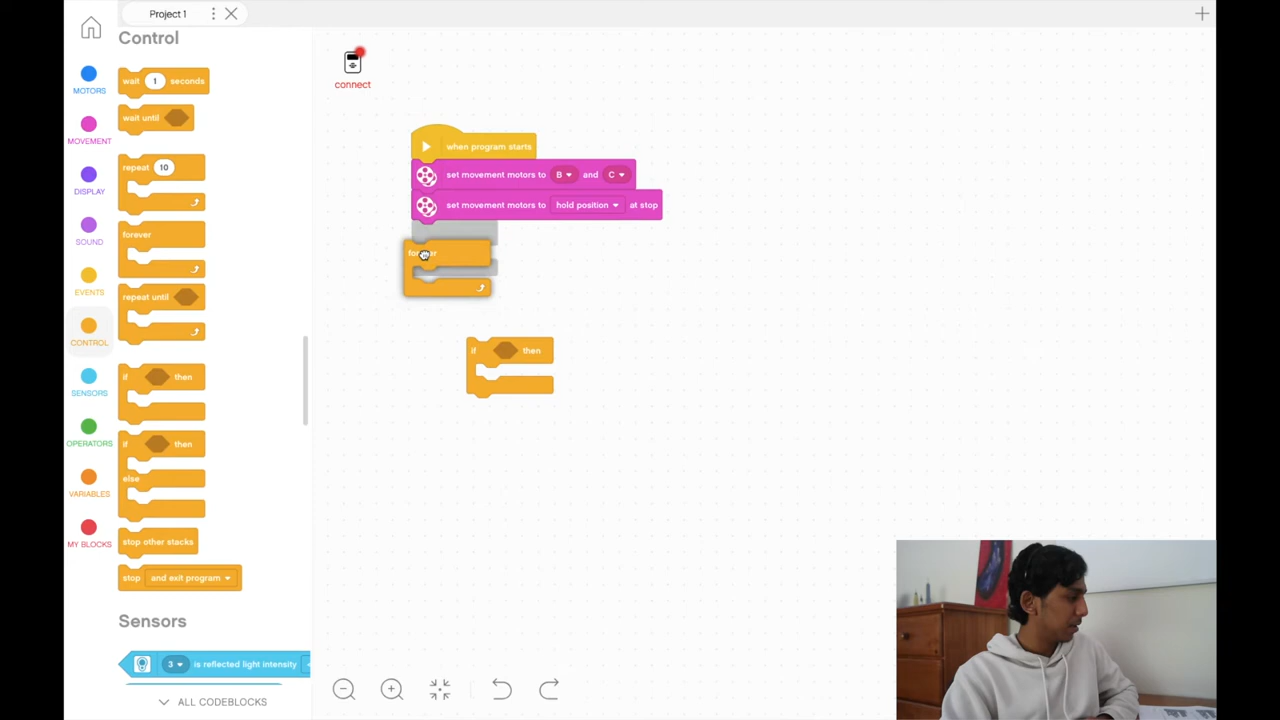 Project 1
connect
MOTORS
MOVEMENT
DISPLAY
SOUND
EVENTS
CONTROL
SENSORS
OPERATORS
VARIABLES
MY BLOCKS
Control
wait 1 seconds
wait until
repeat 10
forever
repeat until
if then
if then
else
stop other stacks
stop and exit program
Sensors
3 is reflected light intensity
ALL CODEBLOCKS
when program starts
set movement motors to B and C
set movement motors to hold position at stop
forever
if then